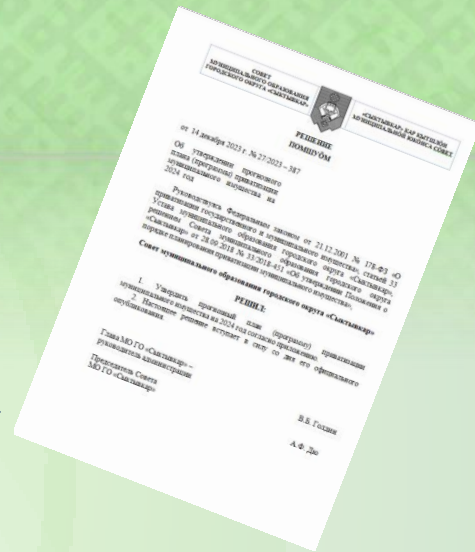 СОВЕТ
МУНИЦИПАЛЬНОГО ОБРАЗОВАНИЯ
ГОРОДСКОГО ОКРУГА «СЫКТЫВКАР»
«СЫКТЫВКАР» КАР КЫТШЛӦН
МУНИЦИПАЛЬНӦЙ ЮКӦНСА СӦВЕТ
РЕШЕНИЕ
ПОМШУӦМ
от 14 декабря 2023 г. № 27/2023 – 387
Об утверждении прогнозного
плана (программы) приватизации
муниципального имущества на
2024 год
Руководствуясь Федеральным законом от 21.12.2001 № 178-ФЗ «О
приватизации государственного и муниципального имущества», статьей 33
Устава муниципального образования городского округа «Сыктывкар»,
решением Совета муниципального образования городского округа
«Сыктывкар» от 28.09.2018 № 33/2018-451 «Об утверждении Положения о
порядке планирования приватизации муниципального имущества»,
Совет муниципального образования городского округа «Сыктывкар»
РЕШИЛ:
1. Утвердить прогнозный план (программу) приватизации
муниципального имущества на 2024 год согласно приложению.
2. Настоящее решение вступает в силу со дня его официального
опубликования.
Глава МО ГО «Сыктывкар» –
руководитель администрации
В.Б. Голдин
Председатель Совета
МО ГО «Сыктывкар»
А.Ф. Дю